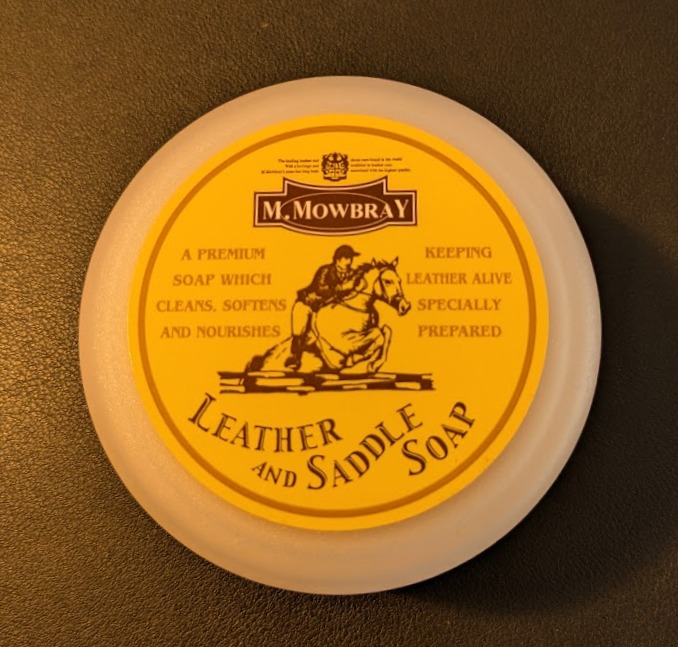 M. MOWBRAY
A PREMIUM
SOAP WHICH
CLEANS, SOFTENS
AND NOURISHES
KEEPING
LEATHER ALIVE
SPECIALLY
PREPARED
LEATHER
AND SADDLE
SOAP